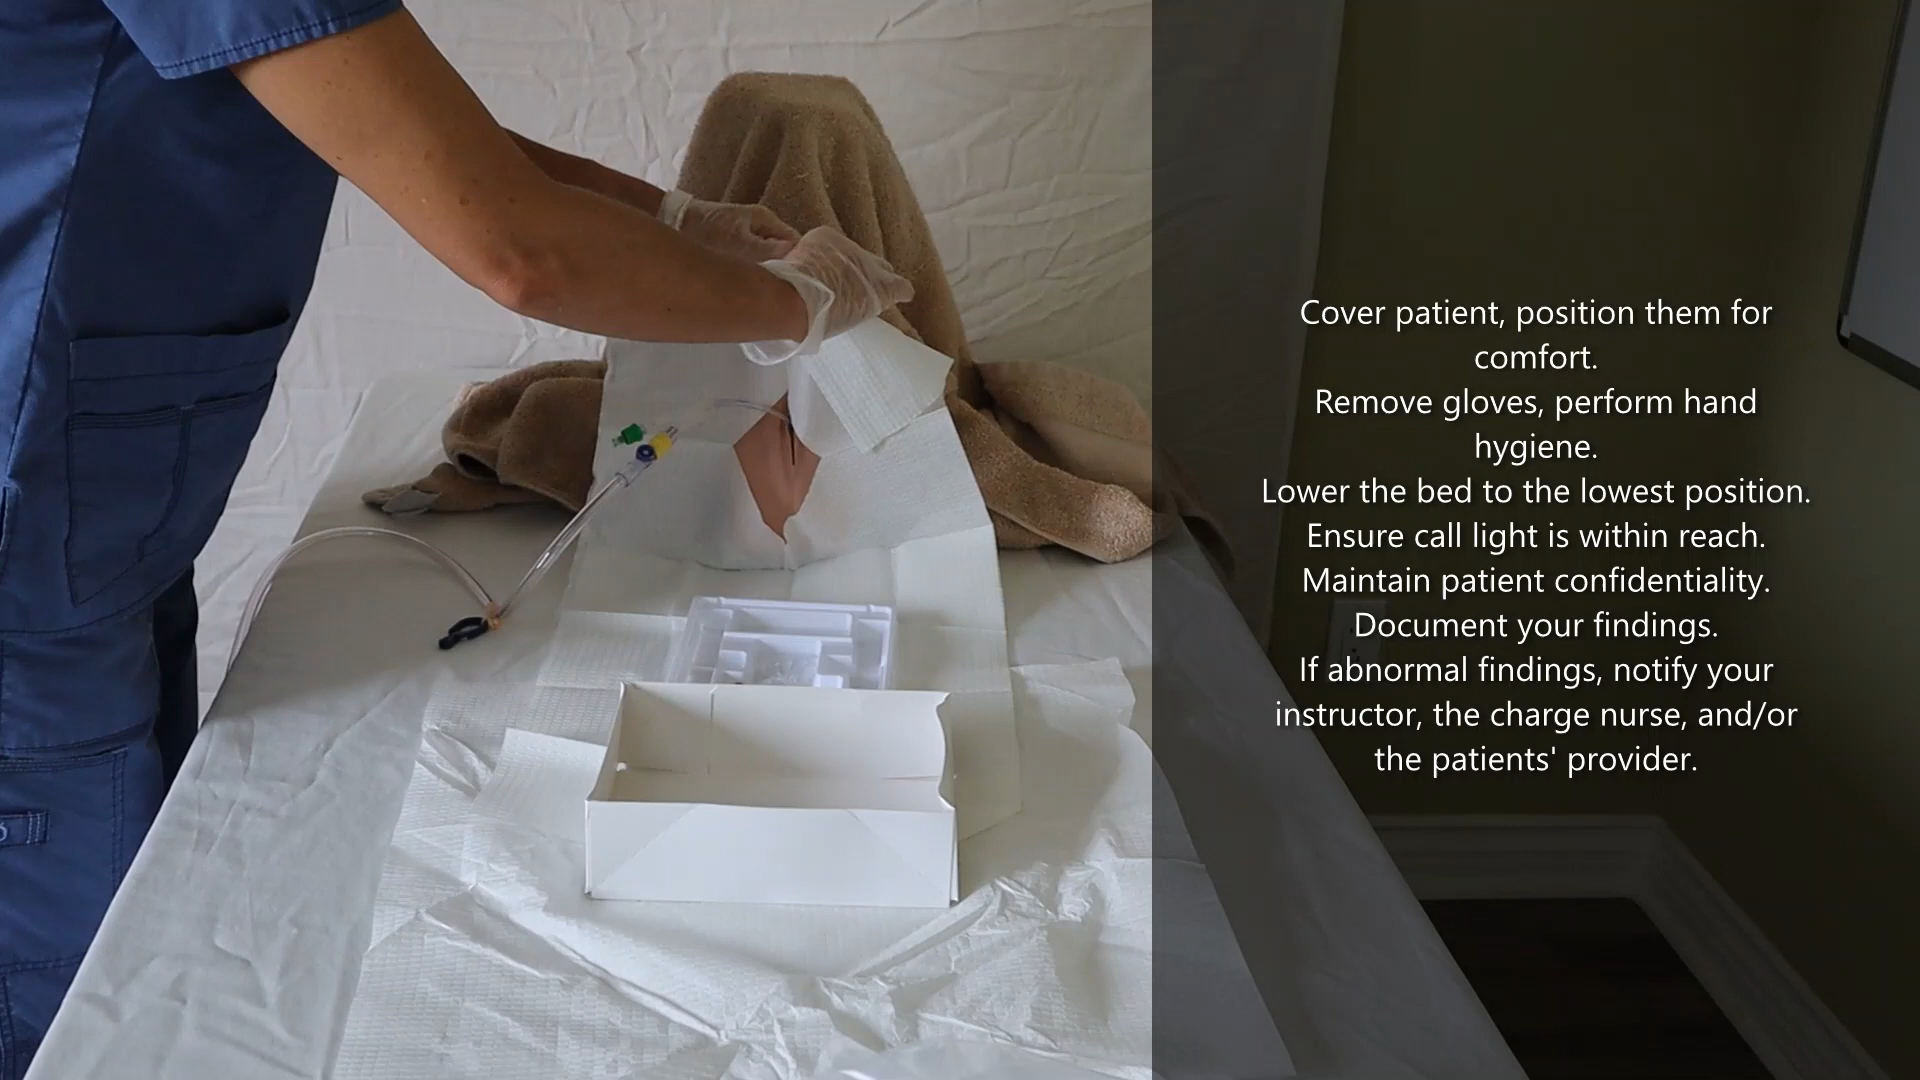 Cover patient, position them for
comfort.
Remove gloves, perform hand
hygiene.
Lower the bed to the lowest position.
Ensure call light is within reach.
Maintain patient confidentiality.
Document your findings.
If abnormal findings, notify your
instructor, the charge nurse, and/or
the patients' provider.